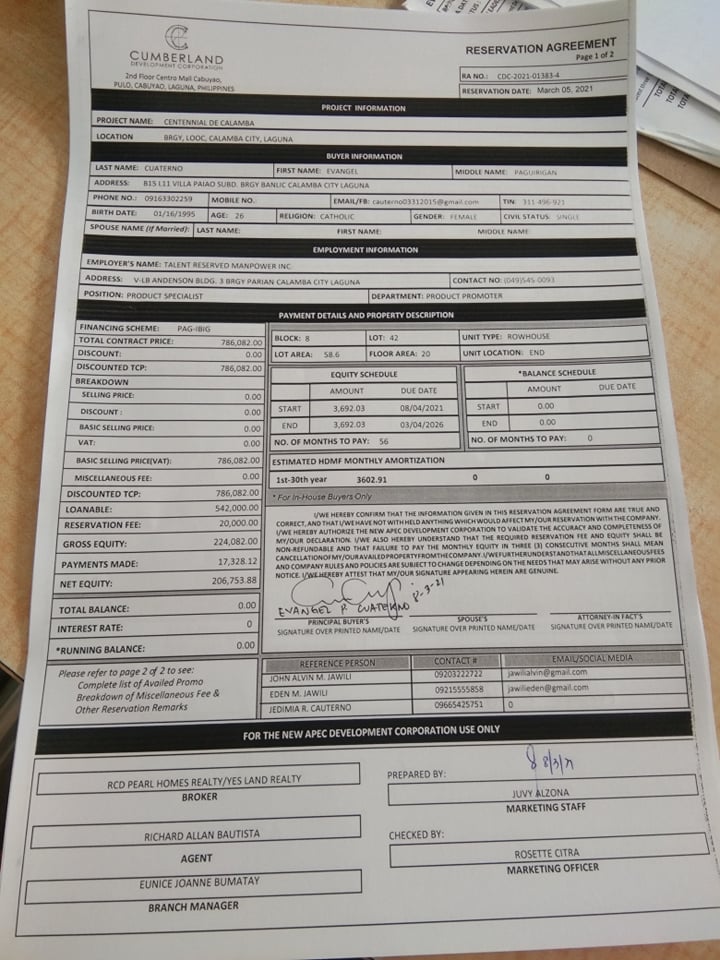 CUMBERLAND
DEVELOPMENT CORPORATION
2nd Floor Centro Mall Cabuyao,
PULO, CABUYAO, LAGUNA, PHILIPPINES
RESERVATION AGREEMENT
Page 1 of 2
RA NO.: CDC-2021-01383-4
RESERVATION DATE: March 05, 2021
PROJECT INFORMATION
PROJECT NAME: CENTENNIAL DE CALAMBA
LOCATION BRGY, LOOC, CALAMBA CITY, LAGUNA
BUYER INFORMATION
LAST NAME: CUATERNO FIRST NAME: EVANGEL MIDDLE NAME: PAGUIRIGAN
ADDRESS: B15 L11 VILLA PAIAO SUBD. BRGY BANLIC CALAMBA CITY LAGUNA
PHONE NO.: 09163302259 MOBILE NO.: EMAIL/FB: cauterno03312015@gmail.com TIN: 311-496-921
BIRTH DATE: 01/16/1995 AGE: 26 RELIGION: CATHOLIC GENDER: FEMALE CIVIL STATUS: SINGLE
SPOUSE NAME (If Married): LAST NAME: FIRST NAME: MIDDLE NAME:
EMPLOYMENT INFORMATION
EMPLOYER'S NAME: TALENT RESERVED MANPOWER INC
ADDRESS: V-LB ANDENSON BLDG. 3 BRGY PARIAN CALAMBA CITY LAGUNA CONTACT NO: (049)545-0093
POSITION: PRODUCT SPECIALIST DEPARTMENT: PRODUCT PROMOTER
PAYMENT DETAILS AND PROPERTY DESCRIPTION
FINANCING SCHEME: PAG-IBIG
TOTAL CONTRACT PRICE: 786,082.00
DISCOUNT: 0.00
DISCOUNTED TCP: 786,082.00
BREAKDOWN
SELLING PRICE: 0.00
DISCOUNT : 0.00
BASIC SELLING PRICE: 0.00
VAT: 0.00
BASIC SELLING PRICE(VAT): 786,082.00
MISCELLANEOUS FEE: 0.00
DISCOUNTED TCP: 786,082.00
LOANABLE: 542,000.00
RESERVATION FEE: 20,000.00
GROSS EQUITY: 224,082.00
PAYMENTS MADE: 17,328.12
NET EQUITY: 206,753.88
TOTAL BALANCE: 0.00
INTEREST RATE: 0
*RUNNING BALANCE: 0.00
Please refer to page 2 of 2 to see:
Complete list of Availed Promo
Breakdown of Miscellaneous Fee &
Other Reservation Remarks
BLOCK: 8 LOT: 42 UNIT TYPE: ROWHOUSE
LOT AREA: 58.6 FLOOR AREA: 20 UNIT LOCATION: END
EQUITY SCHEDULE
AMOUNT DUE DATE
START 3,692.03 08/04/2021
END 3,692.03 03/04/2026
NO. OF MONTHS TO PAY: 56
*BALANCE SCHEDULE
AMOUNT DUE DATE
START 0.00
END 0.00
NO. OF MONTHS TO PAY: 0
ESTIMATED HDMF MONTHLY AMORTIZATION
1st-30th year 3602.91 0 0
* For In-House Buyers Only
I/WE HEREBY CONFIRM THAT THE INFORMATION GIVEN IN THIS RESERVATION AGREEMENT FORM ARE TRUE AND
CORRECT, AND THAT I/WE HAVE NOT WITH HELD ANYTHING WHICH WOULD AFFECT MY/OUR RESERVATION WITH THE COMPANY.
I/WE HEREBY AUTHORIZE THE NEW APEC DEVELOPMENT CORPORATION TO VALIDATE THE ACCURACY AND COMPLETENESS OF
MY/OUR DECLARATION. I/WE ALSO HEREBY UNDERSTAND THAT THE REQUIRED RESERVATION FEE AND EQUITY SHALL BE
NON-REFUNDABLE AND THAT FAILURE TO PAY THE MONTHLY EQUITY IN THREE (3) CONSECUTIVE MONTHS SHALL MEAN
CANCELLATION OF MY/OUR AVAILED PROPERTY FROM THE COMPANY. I/WE FURTHER UNDERSTAND THAT ALL MISCELLANEOUS FEES
AND COMPANY RULES AND POLICIES ARE SUBJECT TO CHANGE DEPENDING ON THE NEEDS THAT MAY ARISE WITHOUT ANY PRIOR
NOTICE. I/WE HEREBY ATTEST THAT MY/OUR SIGNATURE APPEARING HEREIN ARE GENUINE.
EVANGEL P. CUATERNO 8-3-21
PRINCIPAL BUYER'S SPOUSE'S ATTORNEY-IN FACT'S
SIGNATURE OVER PRINTED NAME/DATE SIGNATURE OVER PRINTED NAME/DATE SIGNATURE OVER PRINTED NAME/DATE
REFERENCE PERSON CONTACT # EMAIL/SOCIAL MEDIA
JOHN ALVIN M. JAWILI 09203222722 jawilialvin@gmail.com
EDEN M. JAWILI 09215555858 jawilieden@gmail.com
JEDIMIA R. CAUTERNO 09665425751 0
FOR THE NEW APEC DEVELOPMENT CORPORATION USE ONLY
RCD PEARL HOMES REALTY/YES LAND REALTY
BROKER
RICHARD ALLAN BAUTISTA
AGENT
EUNICE JOANNE BUMATAY
BRANCH MANAGER
PREPARED BY:
8/3/21
JUVY ALZONA
MARKETING STAFF
CHECKED BY:
ROSETTE CITRA
MARKETING OFFICER